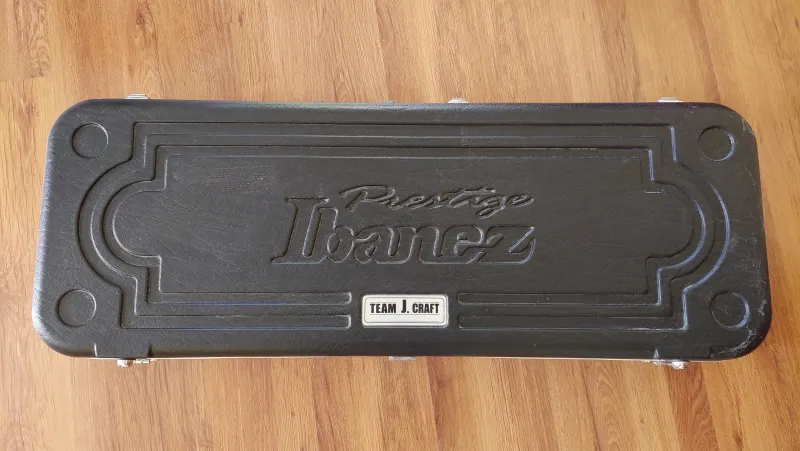 Prestige
Ibanez
TEAM J. CRAFT